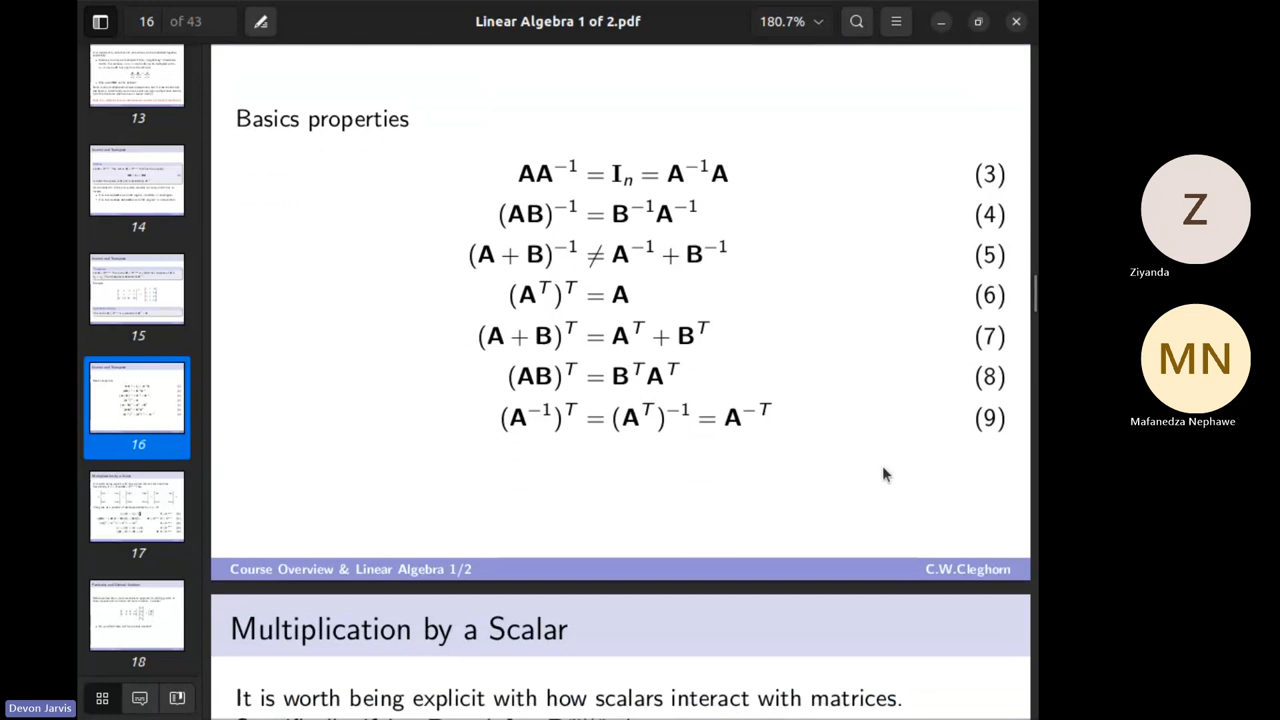 16 of 43
Linear Algebra 1 of 2.pdf
180.7%
13
14
15
16
17
18
Basics properties
AA⁻¹ = Iₙ = A⁻¹A (3)
(AB)⁻¹ = B⁻¹A⁻¹ (4)
(A + B)⁻¹ ≠ A⁻¹ + B⁻¹ (5)
(Aᵀ)ᵀ = A (6)
(A + B)ᵀ = Aᵀ + Bᵀ (7)
(AB)ᵀ = BᵀAᵀ (8)
(A⁻¹)ᵀ = (Aᵀ)⁻¹ = A⁻ᵀ (9)
Course Overview & Linear Algebra 1/2 C.W.Cleghorn
Multiplication by a Scalar
It is worth being explicit with how scalars interact with matrices.
Z
Ziyanda
MN
Mafanedza Nephawe
Devon Jarvis